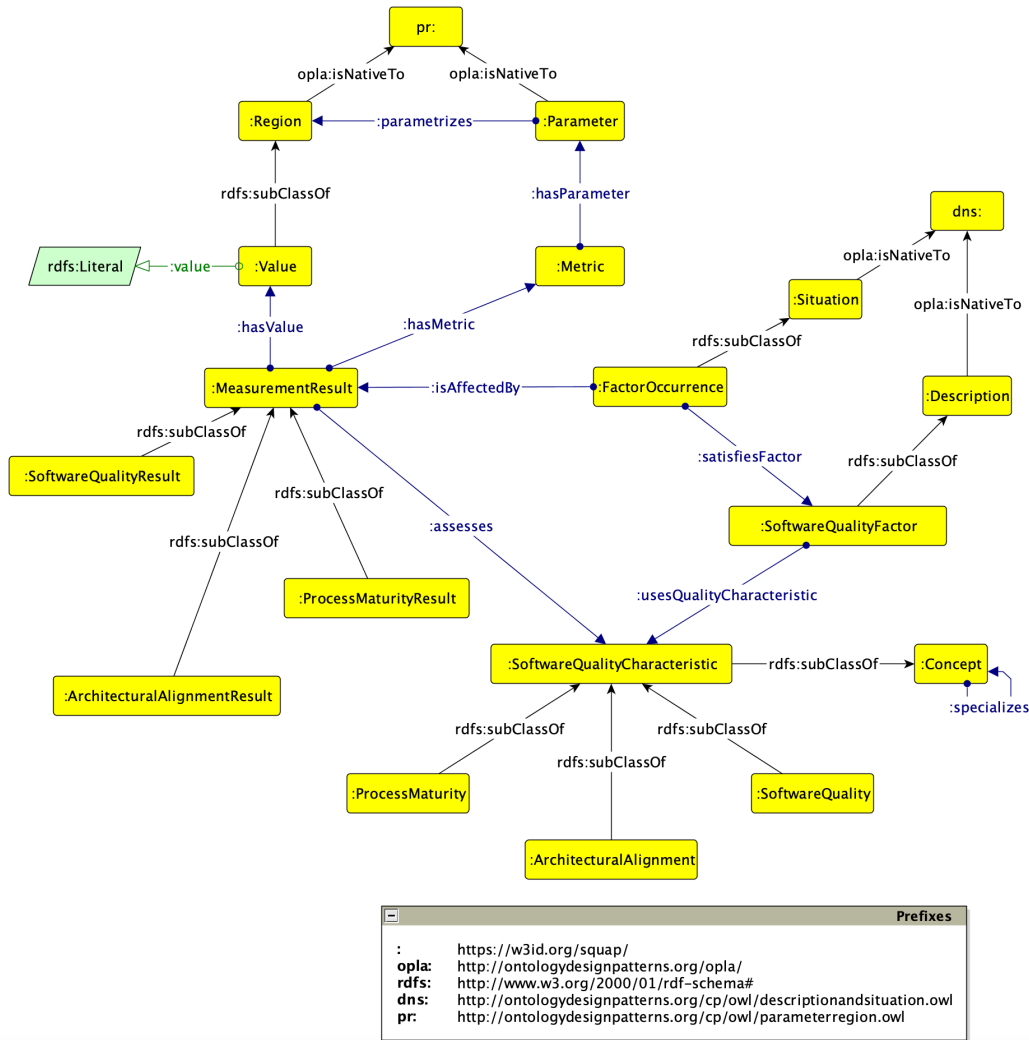 pr:
opla:isNativeTo
opla:isNativeTo
:Region
:parametrizes
:Parameter
rdfs:subClassOf
:hasParameter
dns:
rdfs:Literal
:value
:Value
:Metric
opla:isNativeTo
:Situation
opla:isNativeTo
:hasValue
:hasMetric
rdfs:subClassOf
:MeasurementResult
:isAffectedBy
:FactorOccurrence
:Description
rdfs:subClassOf
:satisfiesFactor
rdfs:subClassOf
:SoftwareQualityResult
rdfs:subClassOf
:assesses
:SoftwareQualityFactor
rdfs:subClassOf
:ProcessMaturityResult
:usesQualityCharacteristic
:SoftwareQualityCharacteristic
rdfs:subClassOf
:Concept
:ArchitecturalAlignmentResult
:specializes
rdfs:subClassOf
rdfs:subClassOf
rdfs:subClassOf
:ProcessMaturity
:SoftwareQuality
:ArchitecturalAlignment
Prefixes
: https://w3id.org/squap/
opla: http://ontologydesignpatterns.org/opla/
rdfs: http://www.w3.org/2000/01/rdf-schema#
dns: http://ontologydesignpatterns.org/cp/owl/descriptionandsituation.owl
pr: http://ontologydesignpatterns.org/cp/owl/parameterregion.owl